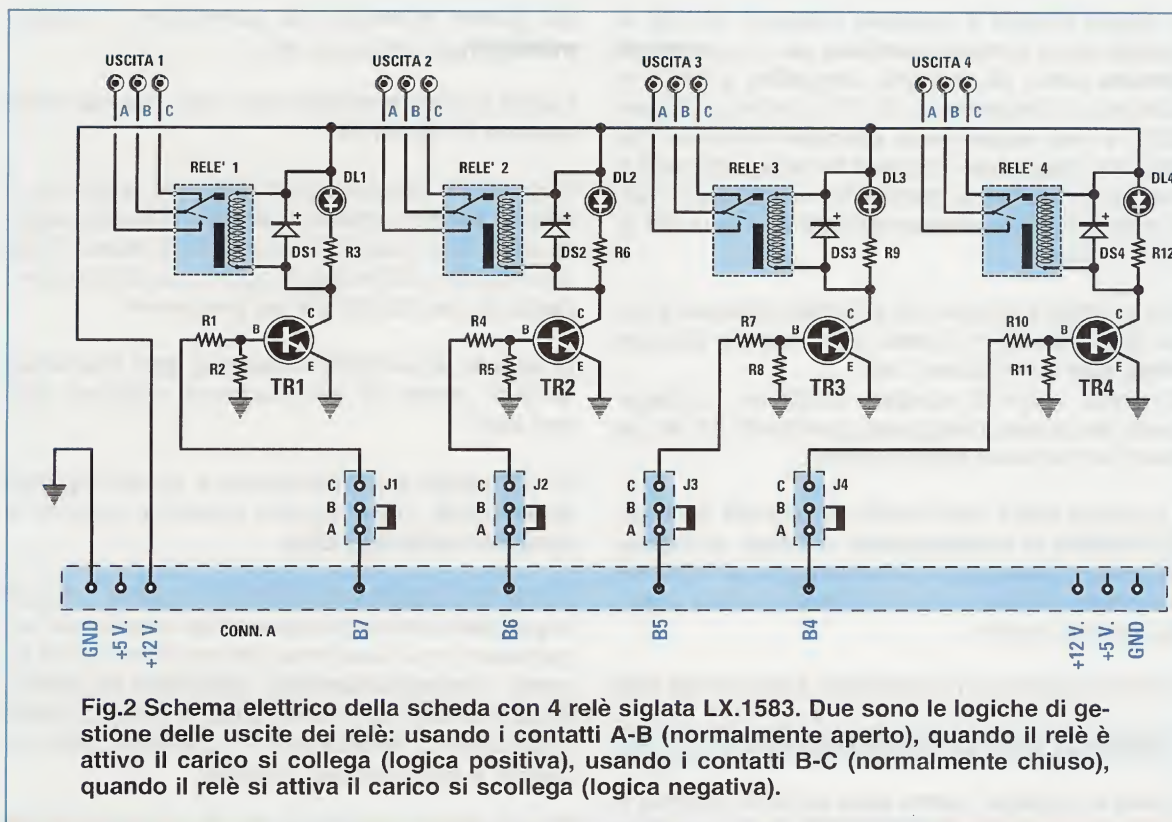 USCITA 1 USCITA 2 USCITA 3 USCITA 4
A B C A B C A B C A B C
RELE' 1 RELE' 2 RELE' 3 RELE' 4
DL1 DL2 DL3 DL4
+ + + +
DS1 R3 DS2 R6 DS3 R9 DS4 R12
R1 B C R4 B C R7 B C R10 B C
R2 E R5 E R8 E R11 E
TR1 TR2 TR3 TR4
C J1 C J2 C J3 C J4
B B B B
A A A A
GND +5 V. +12 V. CONN. A B7 B6 B5 B4 +12 V. +5 V. GND
Fig.2 Schema elettrico della scheda con 4 relè siglata LX.1583. Due sono le logiche di ge-
stione delle uscite dei relè: usando i contatti A-B (normalmente aperto), quando il relè è
attivo il carico si collega (logica positiva), usando i contatti B-C (normalmente chiuso),
quando il relè si attiva il carico si scollega (logica negativa).